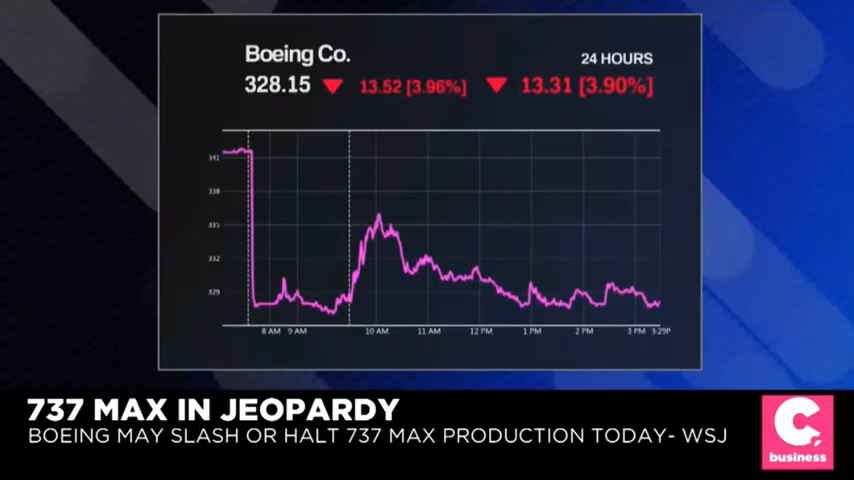 Boeing Co.
24 HOURS
328.15 ▼ 13.52 [3.96%] ▼ 13.31 [3.90%]
341
338
335
332
329
8 AM 9 AM 10 AM 11 AM 12 PM 1 PM 2 PM 3 PM 3:29P
737 MAX IN JEOPARDY
BOEING MAY SLASH OR HALT 737 MAX PRODUCTION TODAY- WSJ
C.
business